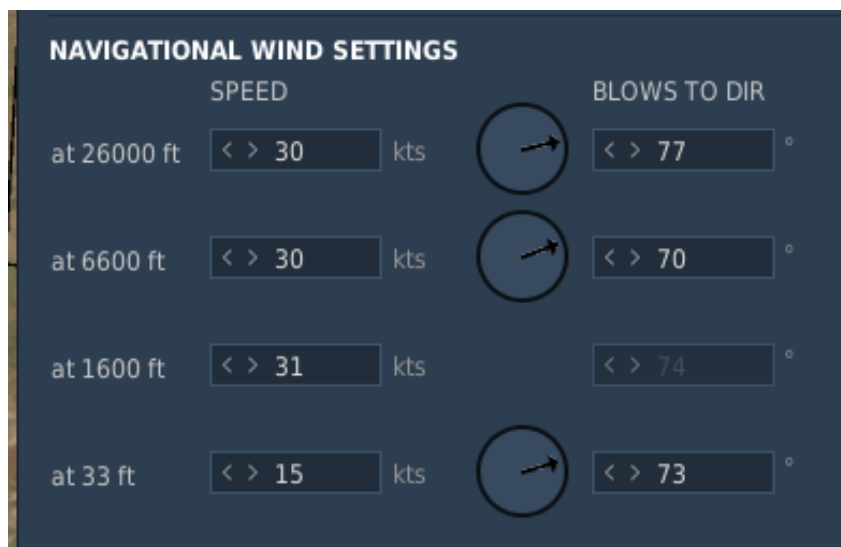 NAVIGATIONAL WIND SETTINGS
SPEED BLOWS TO DIR
at 26000 ft < > 30 kts < > 77 °
at 6600 ft < > 30 kts < > 70 °
at 1600 ft < > 31 kts < > 74 °
at 33 ft < > 15 kts < > 73 °